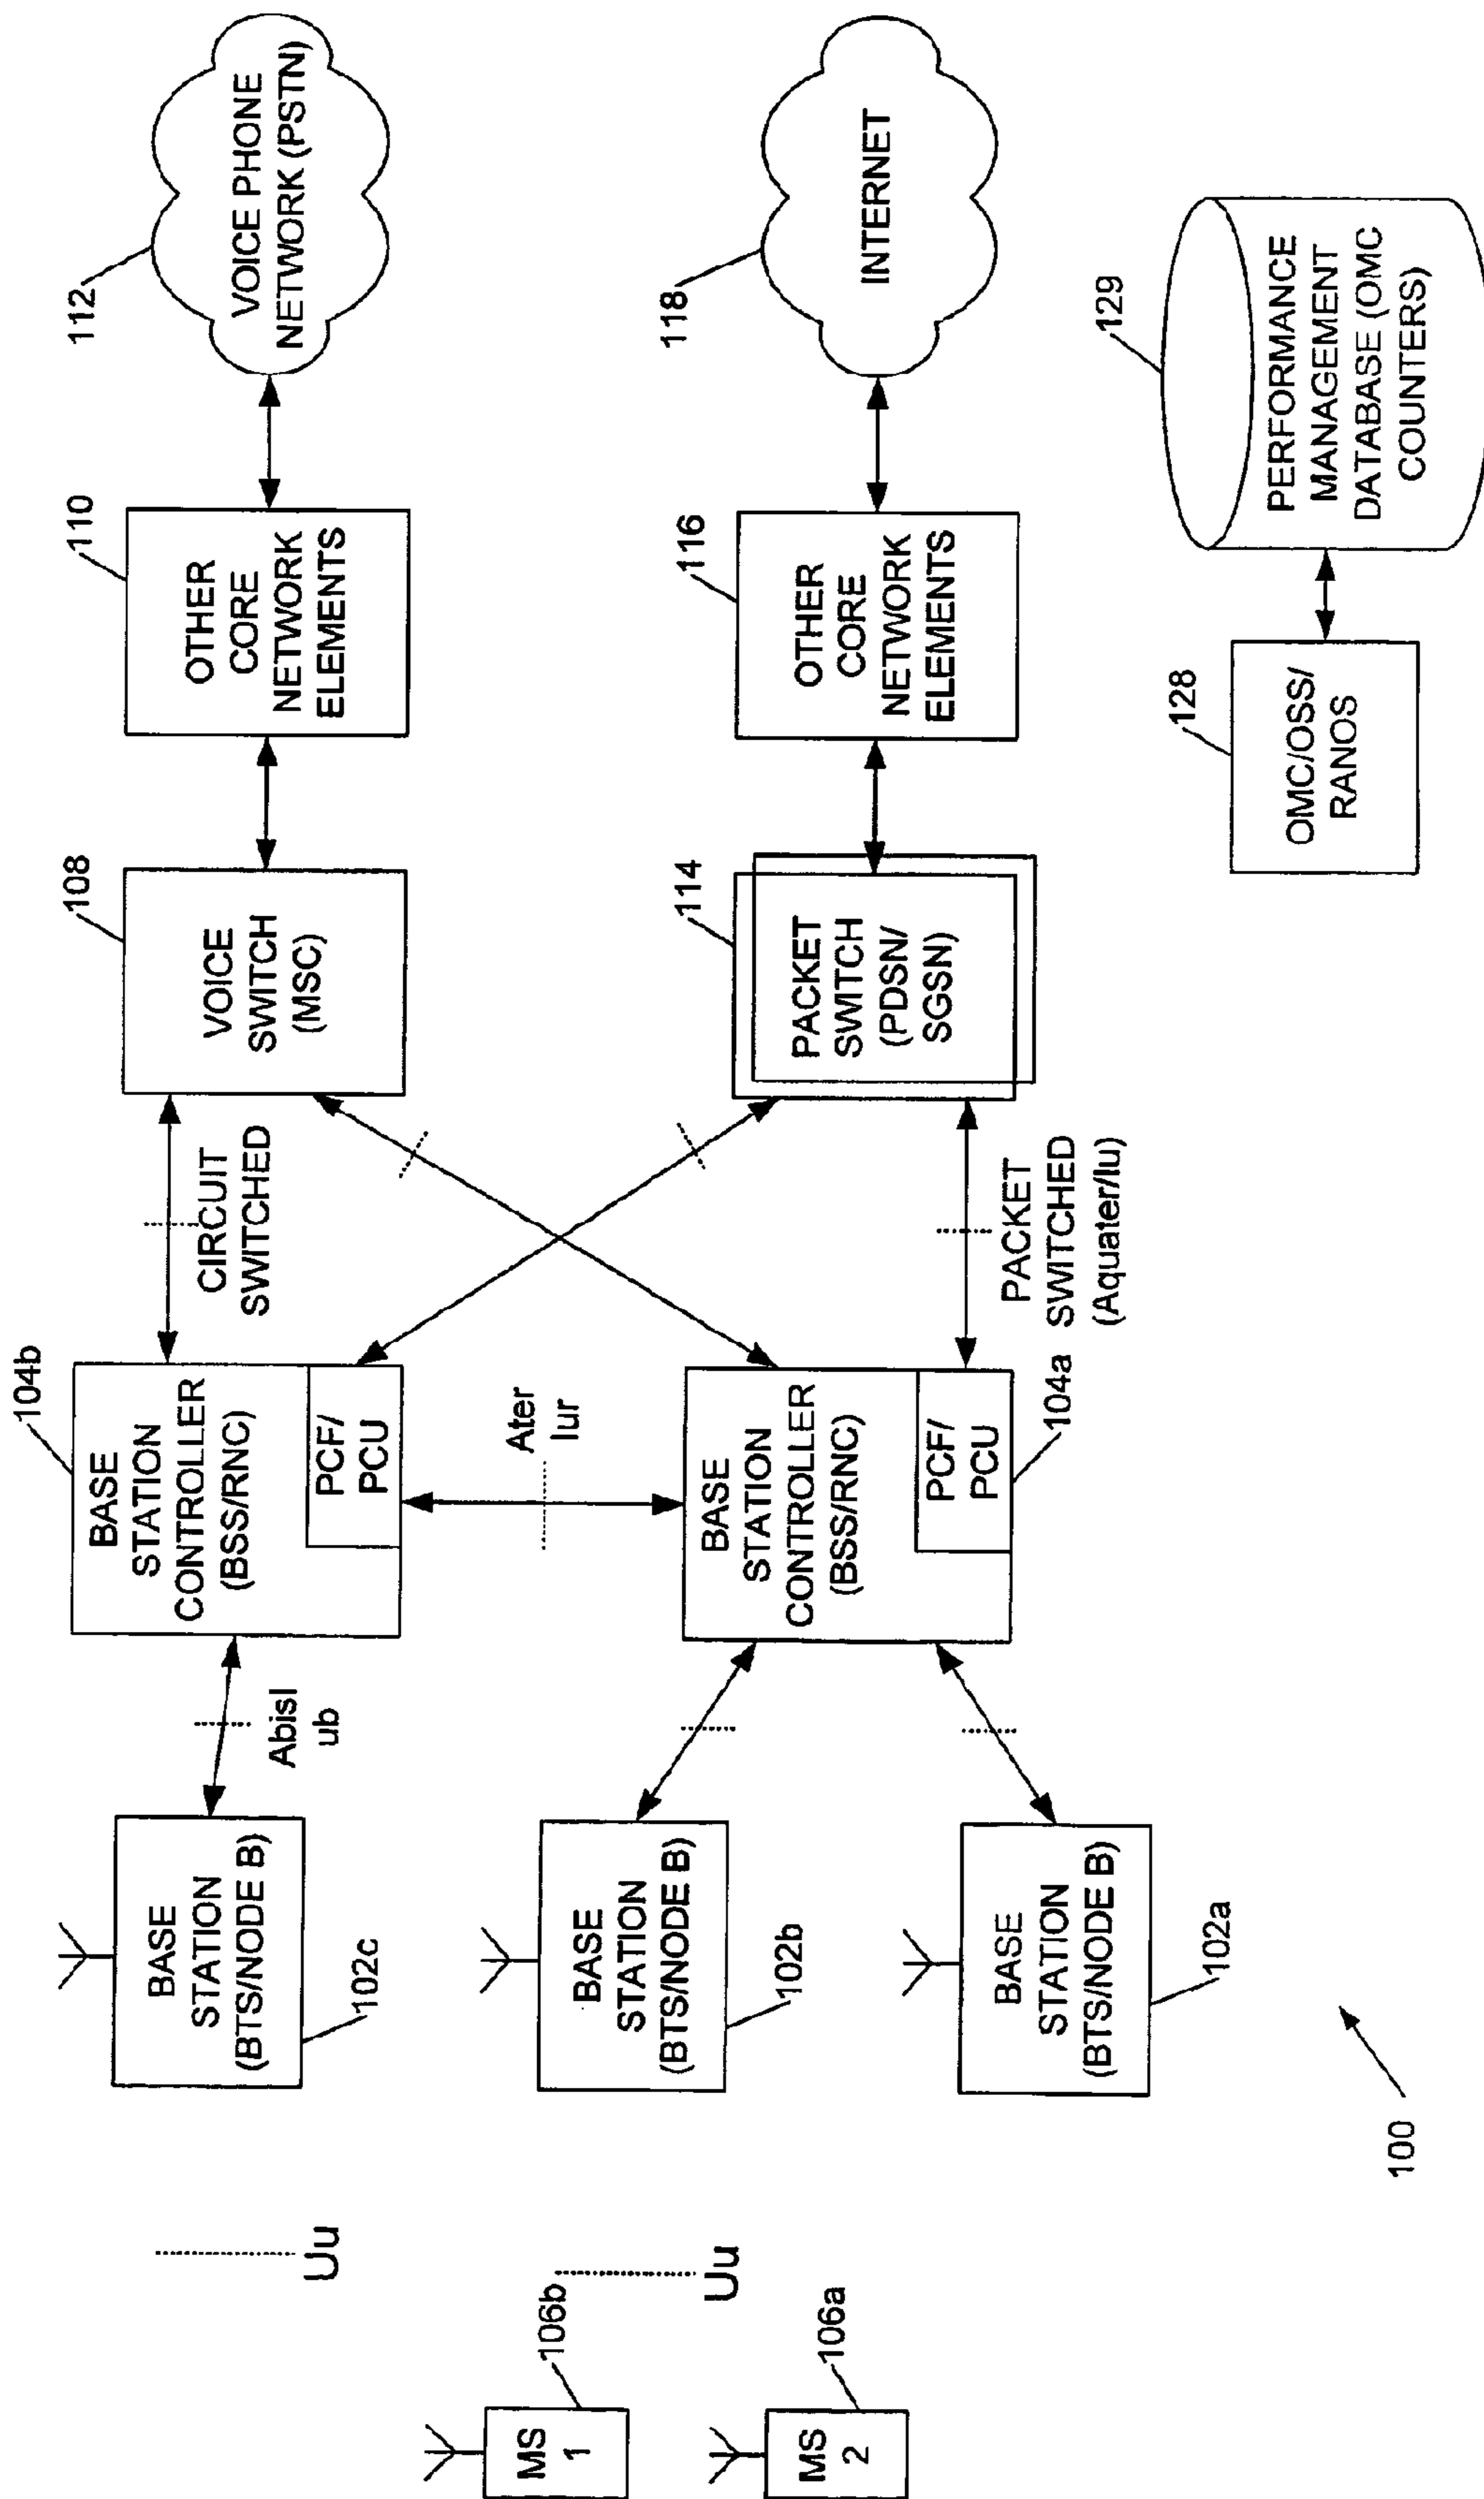 112
VOICE PHONE
NETWORK (PSTN)
110
OTHER
CORE
NETWORK
ELEMENTS
108
VOICE
SWITCH
(MSC)
CIRCUIT
SWITCHED
104b
BASE
STATION
CONTROLLER
(BSS/RNC)
PCF/
PCU
Abisl
ub
BASE
STATION
(BTS/NODE B)
102c
Uu
118
INTERNET
116
OTHER
CORE
NETWORK
ELEMENTS
114
PACKET
SWITCH
(PDSN/
SGSN)
PACKET
SWITCHED
(Aquater/Iu)
Ater
Iur
BASE
STATION
CONTROLLER
(BSS/RNC)
PCF/
PCU
104a
BASE
STATION
(BTS/NODE B)
102b
BASE
STATION
(BTS/NODE B)
102a
Uu
MS
1
106b
MS
2
106a
129
PERFORMANCE
MANAGEMENT
DATABASE (OMC
COUNTERS)
128
OMC/OSS/
RANOS
100